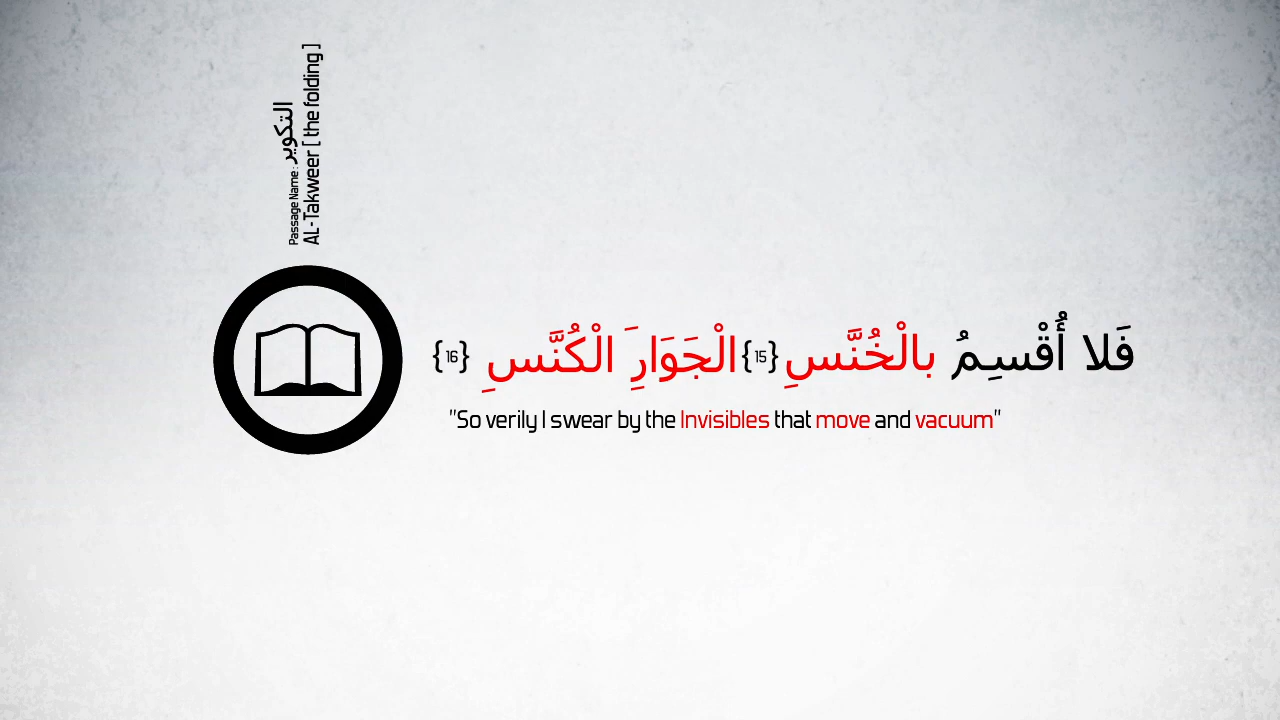 Passage Name : التكوير
AL-Takweer [ the folding ]
فَلا أُقْسِمُ بالْخُنَّسِ {15} الْجَوَارِ َ الْكُنَّسِ {16}
"So verily I swear by the Invisibles that move and vacuum"